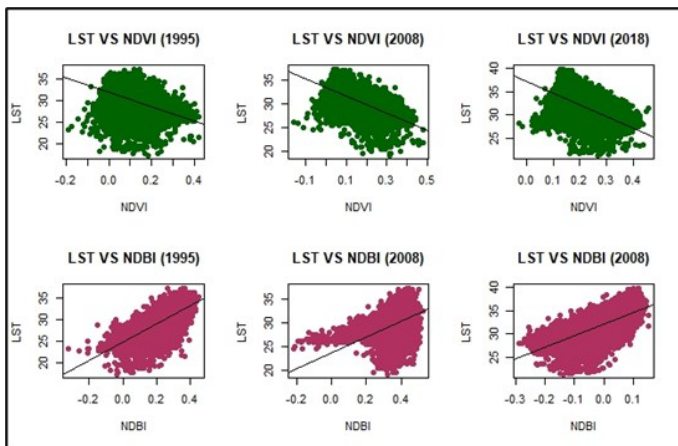 LST VS NDVI (1995)
LST
35
30
25
20
-0.2
0.0
0.2
0.4
NDVI
LST VS NDVI (2008)
LST
35
30
25
20
-0.1
0.1
0.3
0.5
NDVI
LST VS NDVI (2018)
LST
40
35
30
25
0.0
0.1
0.2
0.3
0.4
NDVI
LST VS NDBI (1995)
LST
35
30
25
20
-0.2
0.0
0.2
0.4
NDBI
LST VS NDBI (2008)
LST
35
30
25
20
-0.2
0.0
0.2
0.4
NDBI
LST VS NDBI (2008)
LST
40
35
30
25
-0.3
-0.1
0.1
NDBI